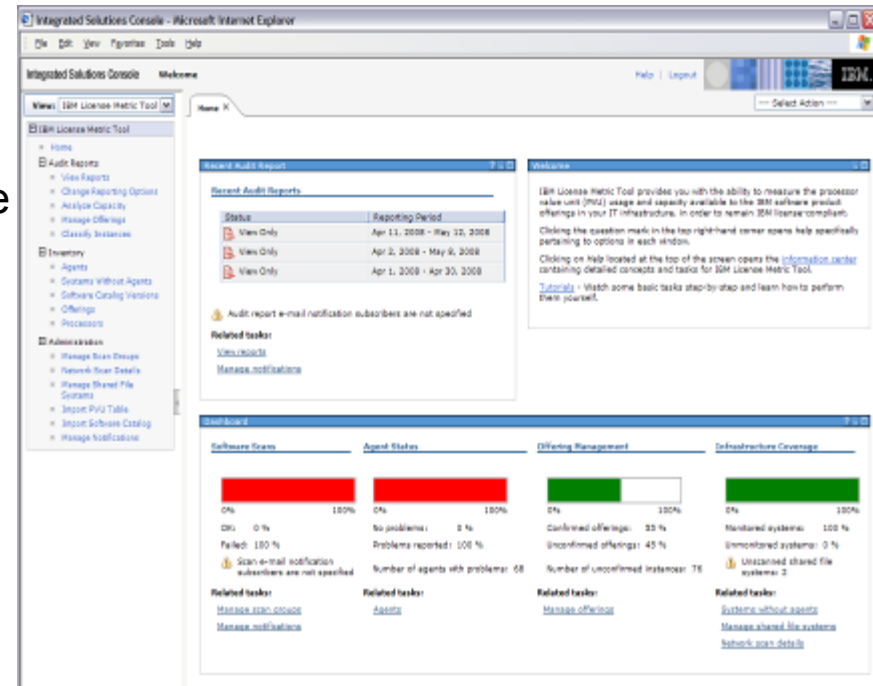 Integrated Solutions Console - Microsoft Internet Explorer
File Edit View Favorites Tools Help
Integrated Solutions Console Welcome
Help | Logout
IBM.
View: IBM License Metric Tool
Home X
--- Select Action ---
IBM License Metric Tool
Home
Audit Reports
View Reports
Change Reporting Options
Analyze Capacity
Manage Offerings
Classify Instances
Inventory
Agents
Systems Without Agents
Software Catalog Versions
Offerings
Processors
Administration
Manage Scan Groups
Network Scan Details
Manage Shared File
Systems
Import PVU Table
Import Software Catalog
Manage Notifications
e
Recent Audit Report
Recent Audit Reports
Status Reporting Period
View Only Apr 11, 2008 - May 12, 2008
View Only Apr 2, 2008 - May 8, 2008
View Only Apr 1, 2008 - Apr 30, 2008
Audit report e-mail notification subscribers are not specified
Related tasks:
View reports
Manage notifications
Welcome
IBM License Metric Tool provides you with the ability to measure the processor
value unit (PVU) usage and capacity available to the IBM software product
offerings in your IT infrastructure, in order to remain IBM license-compliant.
Clicking the question mark in the top right-hand corner opens help specifically
pertaining to options in each window.
Clicking on Help located at the top of the screen opens the information center
containing detailed concepts and tasks for IBM License Metric Tool.
Tutorials - Watch some basic tasks step-by-step and learn how to perform
them yourself.
Dashboard
Software Scans
0% 100%
OK: 0 %
Failed: 100 %
Scan e-mail notification
subscribers are not specified
Related tasks:
Manage scan groups
Manage notifications
Agent Status
0% 100%
No problems: 0 %
Problems reported: 100 %
Number of agents with problems: 68
Related tasks:
Agents
Offering Management
0% 100%
Confirmed offerings: 55 %
Unconfirmed offerings: 45 %
Number of unconfirmed instances: 76
Related tasks:
Manage offerings
Infrastructure Coverage
0% 100%
Monitored systems: 100 %
Unmonitored systems: 0 %
Unscanned shared file
systems: 2
Related tasks:
Systems without agents
Manage shared file systems
Network scan details